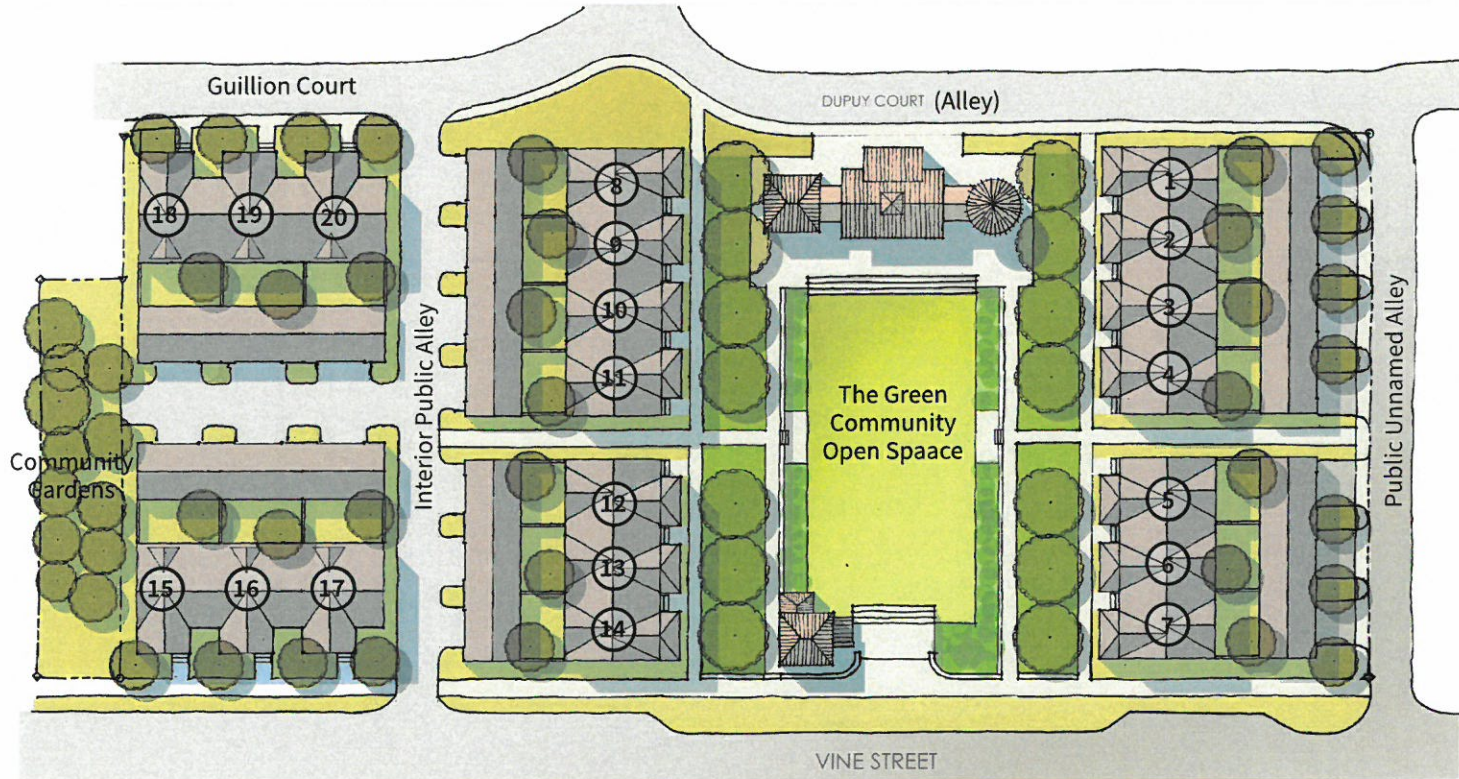 Guillion Court
DUPUY COURT (Alley)
18
19
20
8
9
10
11
1
2
3
4
Interior Public Alley
The Green
Community
Open Spaace
Public Unnamed Alley
Community
Gardens
15
16
17
12
13
14
5
6
7
VINE STREET